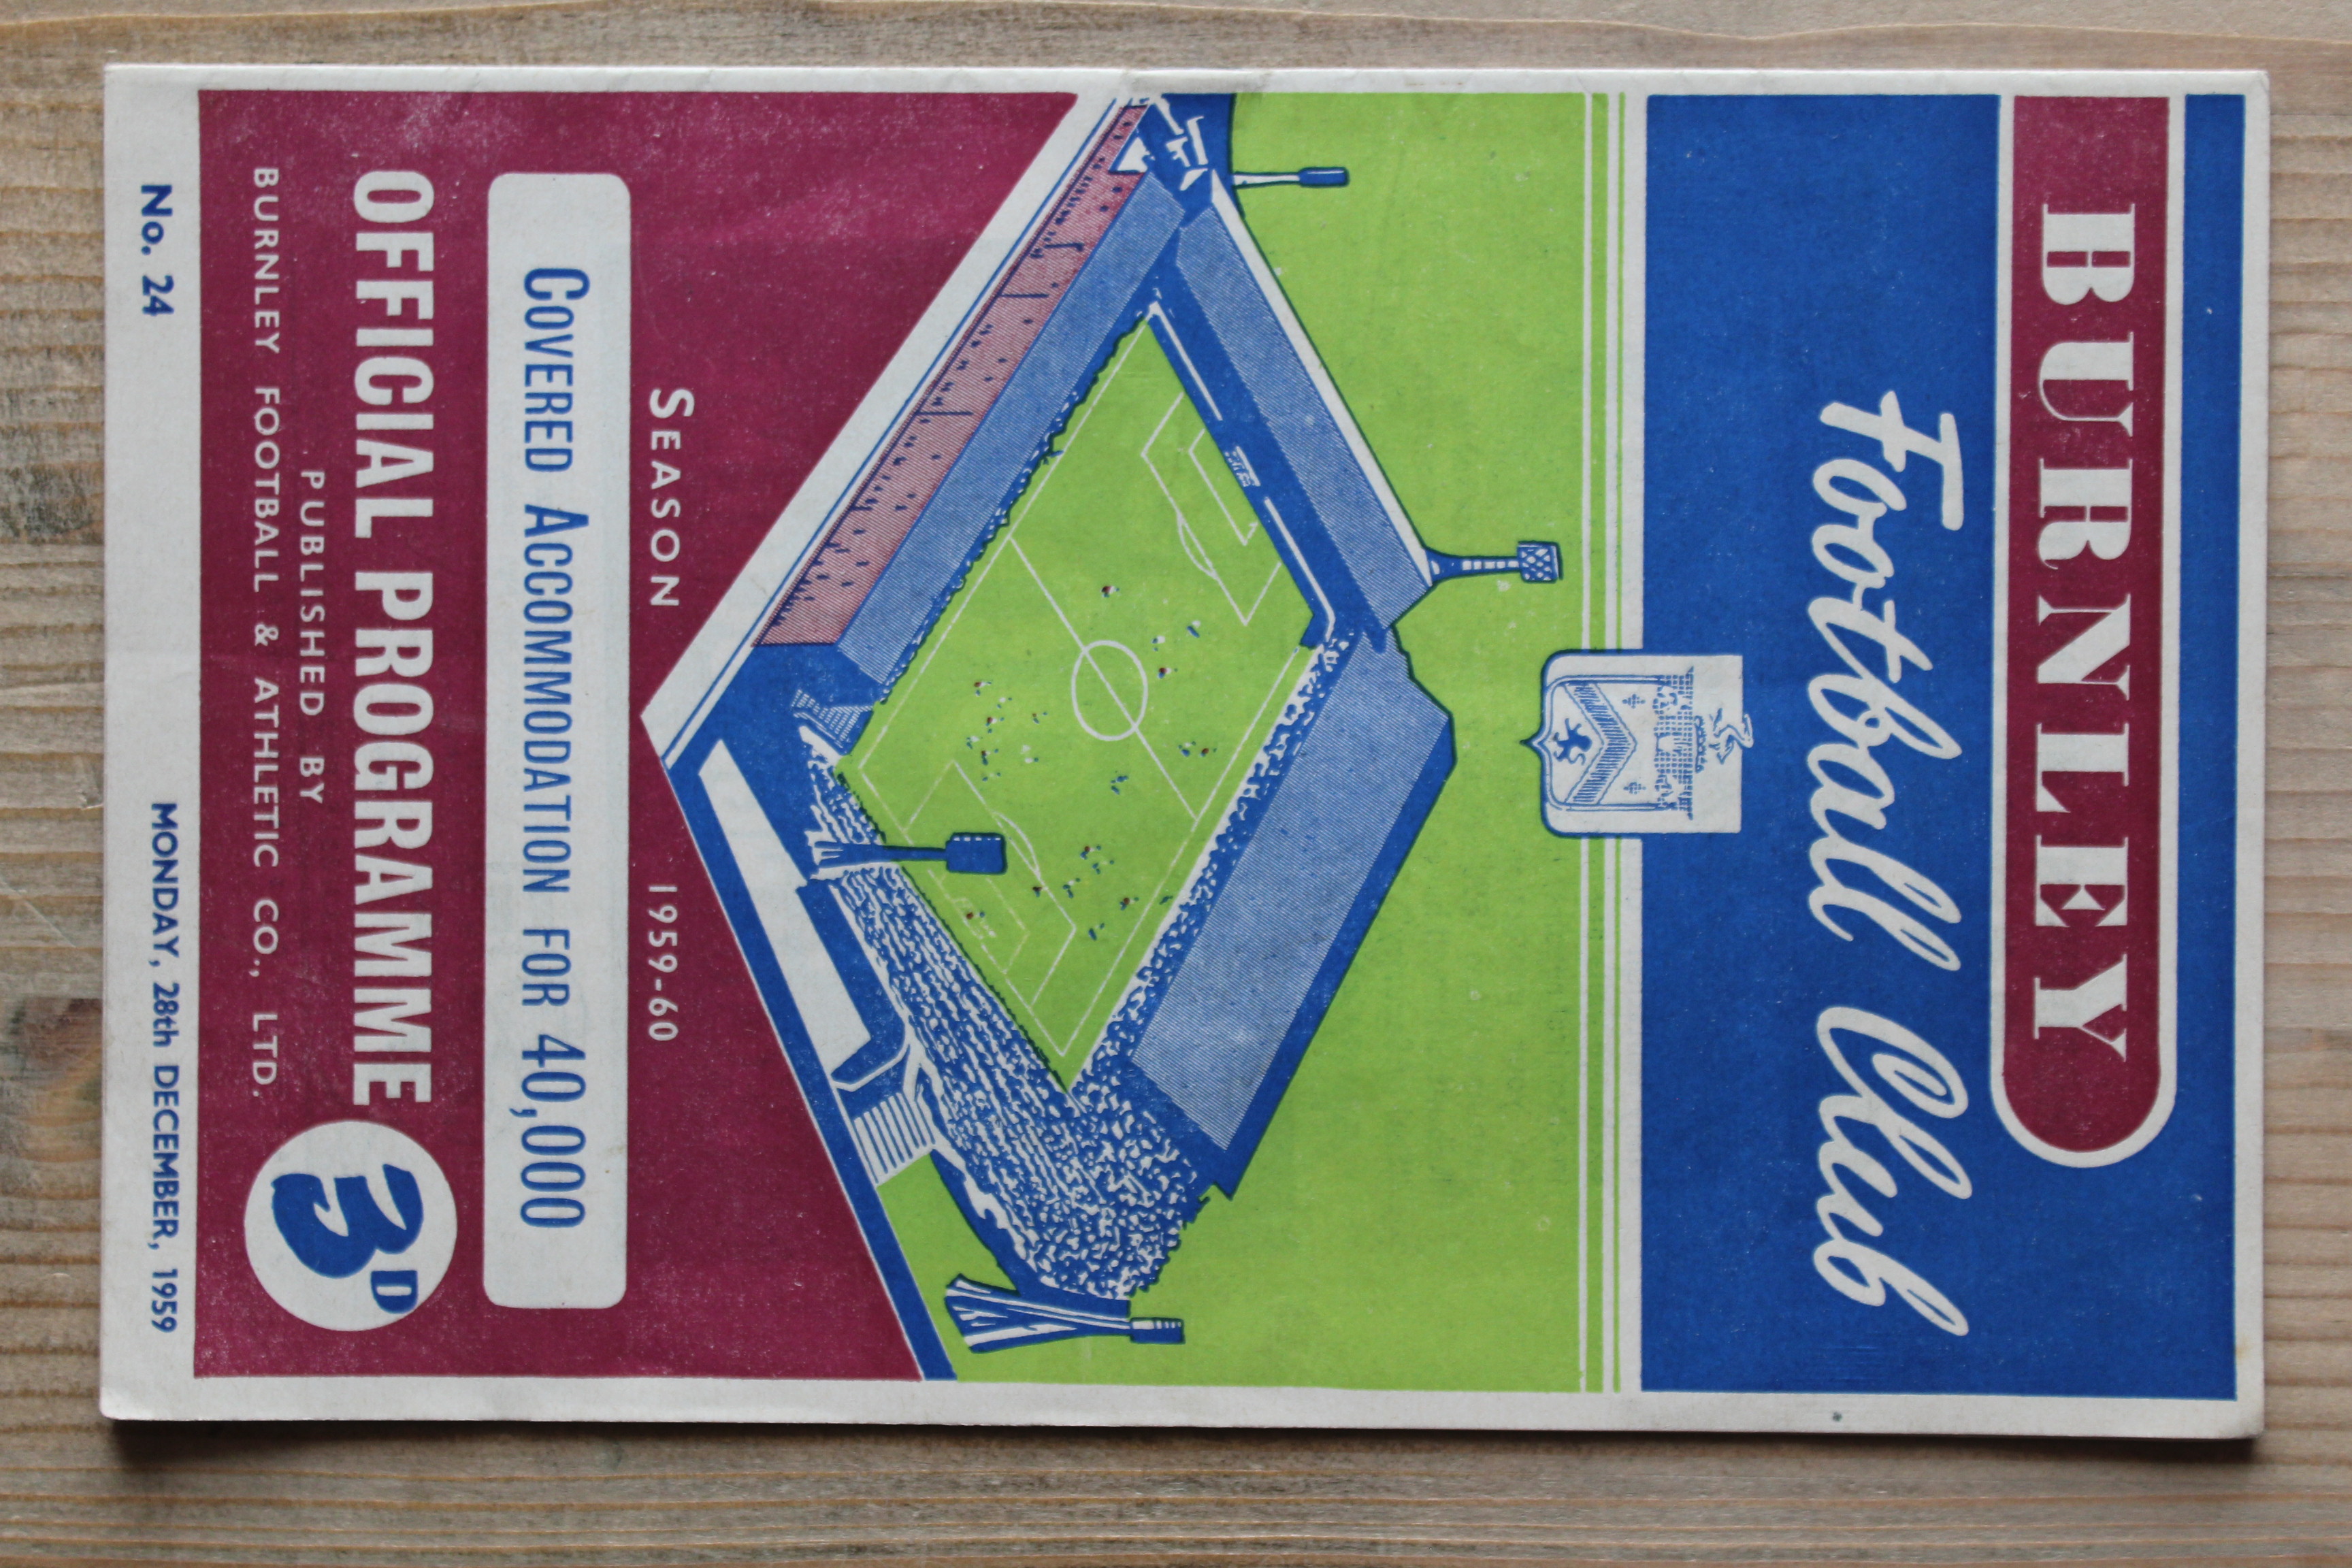 BURNLEY
Football Club
SEASON 1959-60
COVERED ACCOMMODATION FOR 40,000
OFFICIAL PROGRAMME 3D
PUBLISHED BY
BURNLEY FOOTBALL & ATHLETIC CO., LTD.
No. 24 MONDAY, 28th DECEMBER, 1959